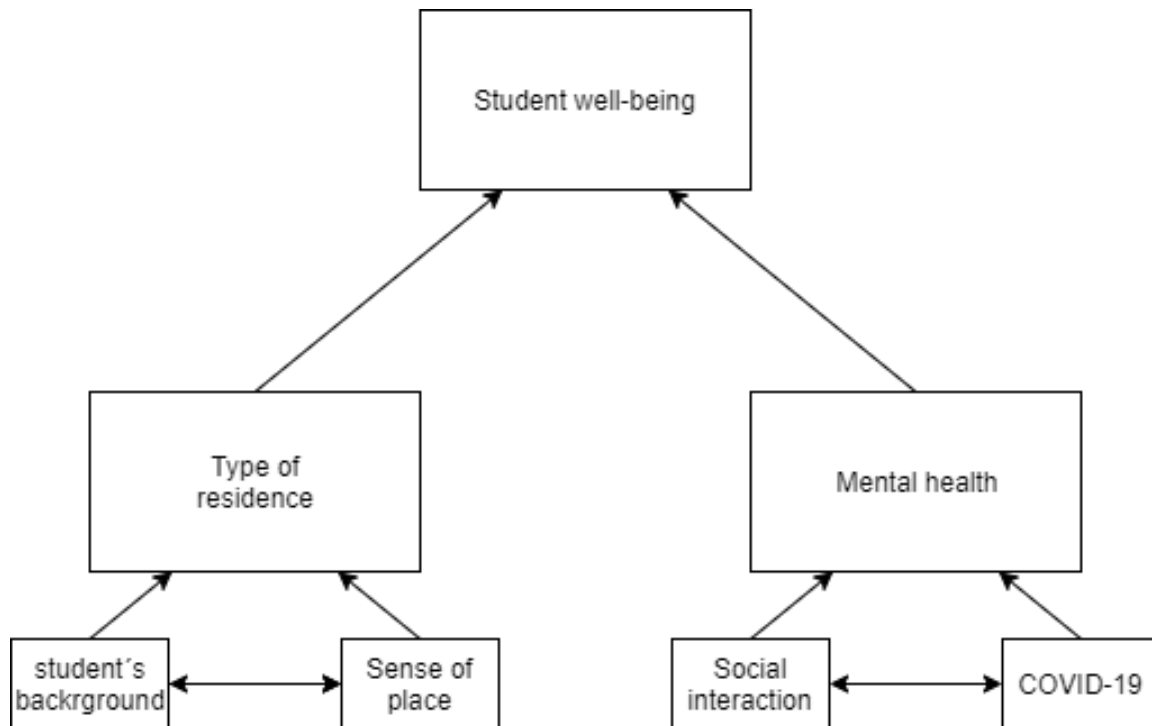 Student well-being
Type of
residence
Mental health
student´s
backrground
Sense of
place
Social
interaction
COVID-19